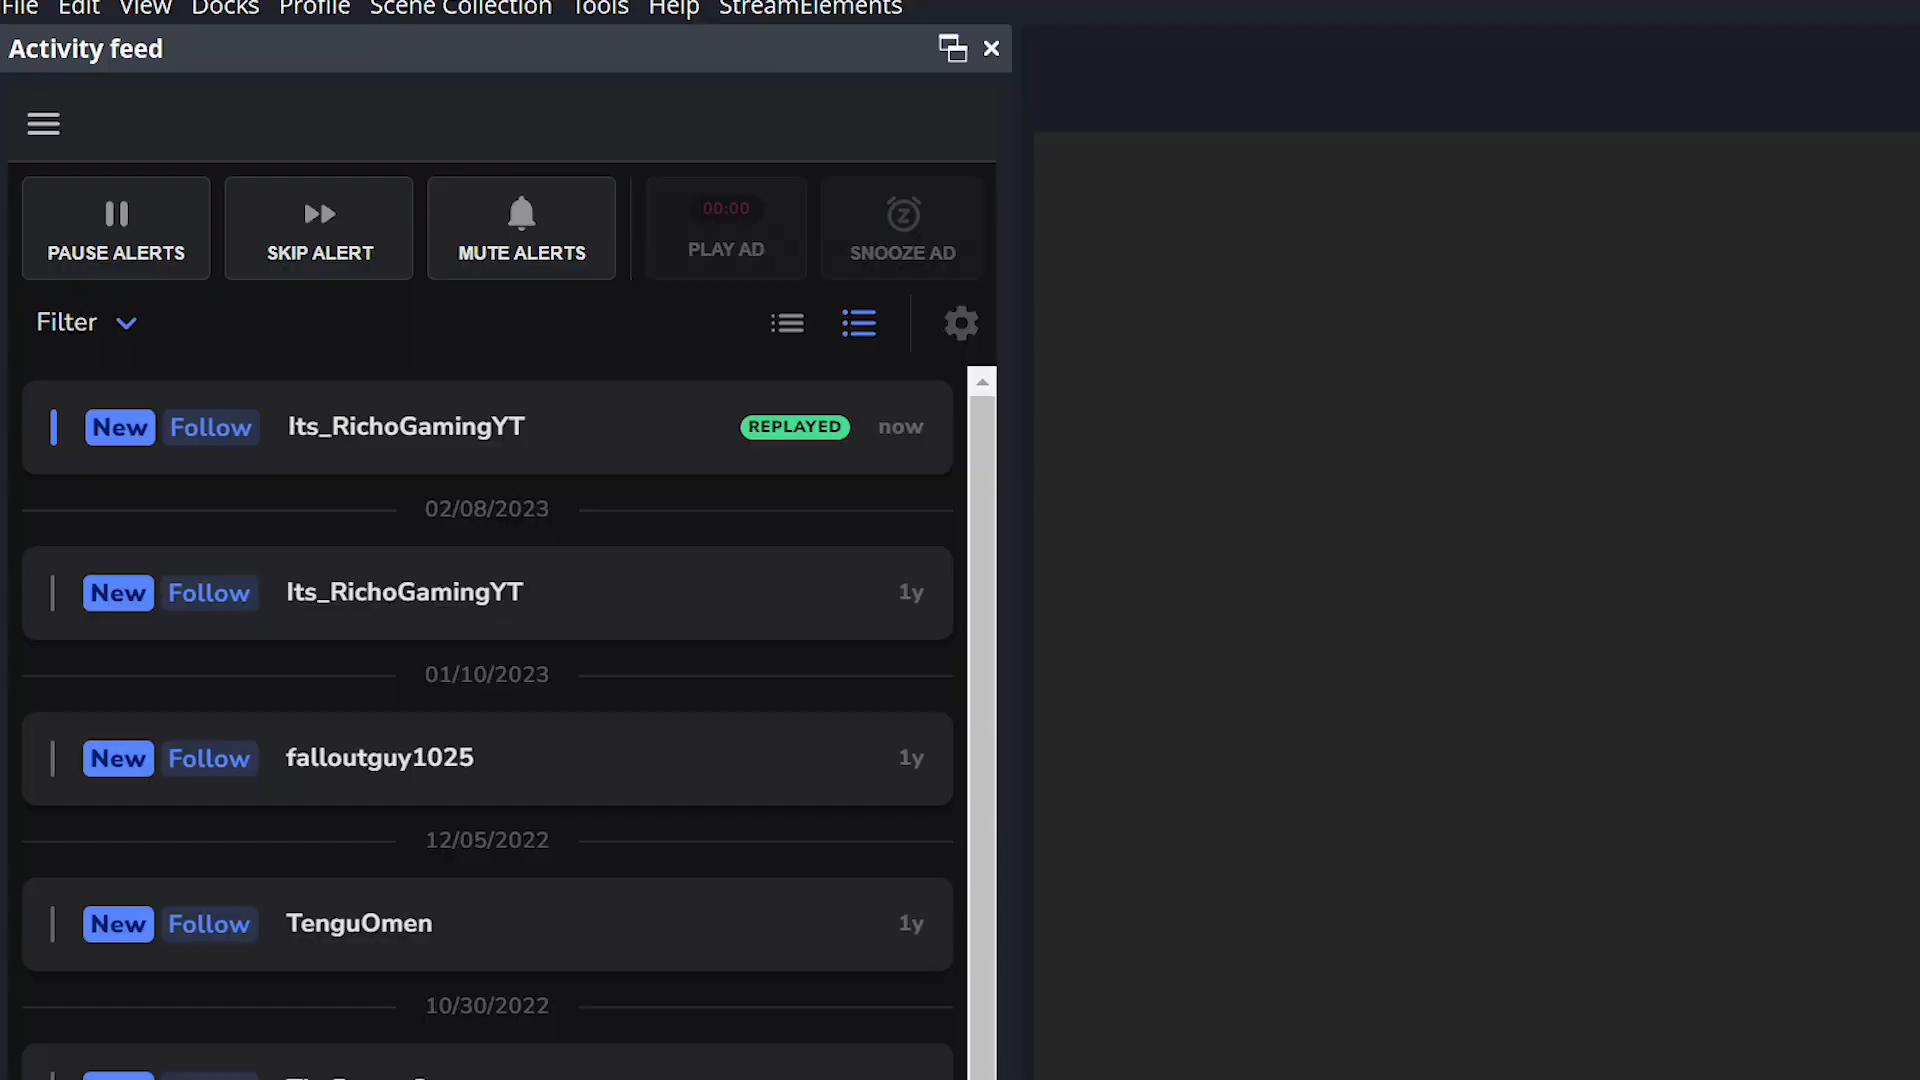 File Edit View Docks Profile Scene Collection Tools Help StreamElements
Activity feed
PAUSE ALERTS
SKIP ALERT
MUTE ALERTS
00:00
PLAY AD
SNOOZE AD
Filter
New Follow Its_RichoGamingYT REPLAYED now
02/08/2023
New Follow Its_RichoGamingYT 1y
01/10/2023
New Follow falloutguy1025 1y
12/05/2022
New Follow TenguOmen 1y
10/30/2022